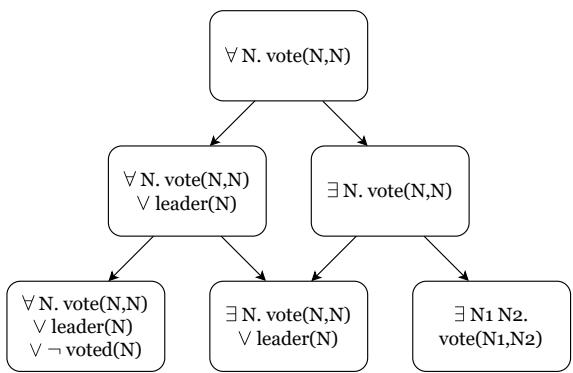 ∀ N. vote(N,N)
∀ N. vote(N,N)
∨ leader(N)
∃ N. vote(N,N)
∀ N. vote(N,N)
∨ leader(N)
∨ ¬ voted(N)
∃ N. vote(N,N)
∨ leader(N)
∃ N1 N2.
vote(N1,N2)